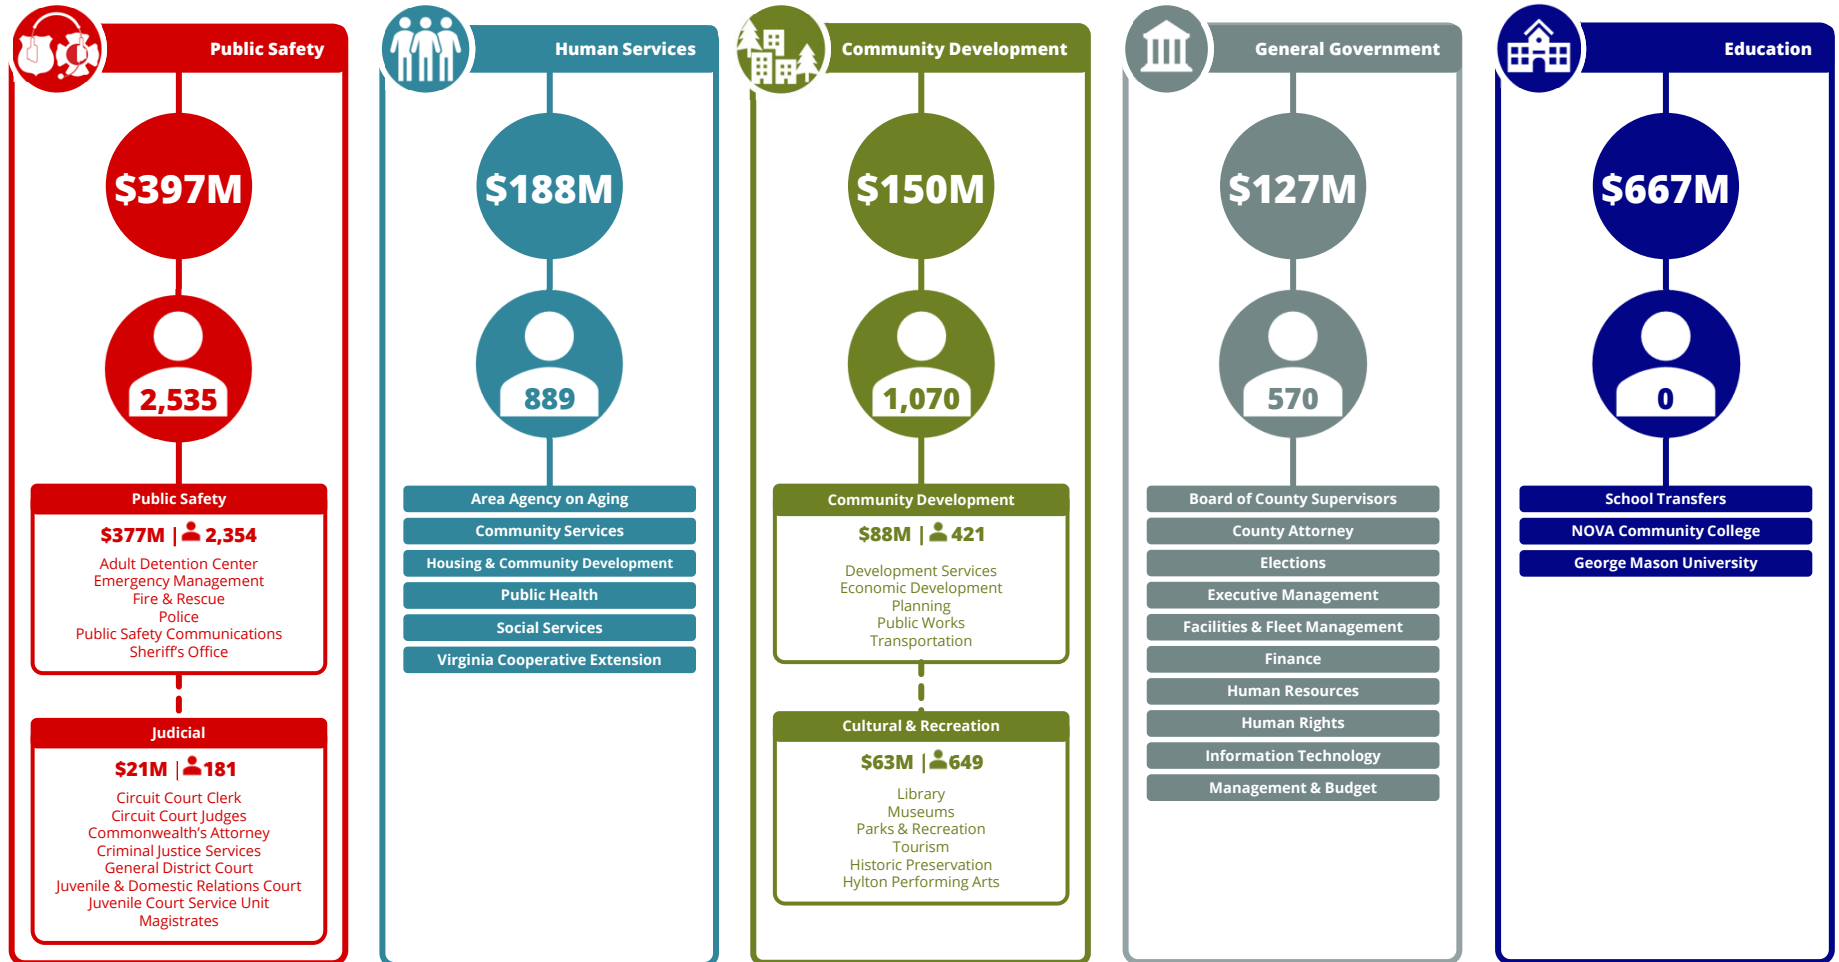 Public Safety
$397M
2,535
Public Safety
$377M | 2,354
Adult Detention Center
Emergency Management
Fire & Rescue
Police
Public Safety Communications
Sheriff's Office
Judicial
$21M | 181
Circuit Court Clerk
Circuit Court Judges
Commonwealth's Attorney
Criminal Justice Services
General District Court
Juvenile & Domestic Relations Court
Juvenile Court Service Unit
Magistrates
Human Services
$188M
889
Area Agency on Aging
Community Services
Housing & Community Development
Public Health
Social Services
Virginia Cooperative Extension
Community Development
$150M
1,070
Community Development
$88M | 421
Development Services
Economic Development
Planning
Public Works
Transportation
Cultural & Recreation
$63M | 649
Library
Museums
Parks & Recreation
Tourism
Historic Preservation
Hylton Performing Arts
General Government
$127M
570
Board of County Supervisors
County Attorney
Elections
Executive Management
Facilities & Fleet Management
Finance
Human Resources
Human Rights
Information Technology
Management & Budget
Education
$667M
0
School Transfers
NOVA Community College
George Mason University